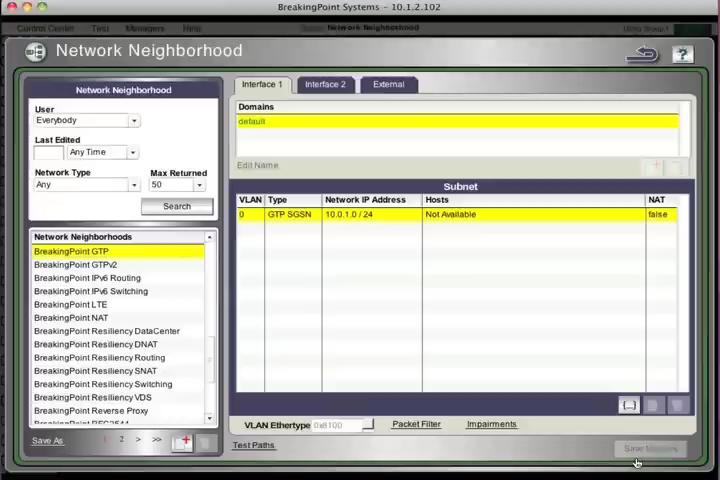 BreakingPoint Systems - 10.1.2.102
Control Center Test Managers Help
Network Neighborhood
Network Neighborhood
Network Neighborhood
User
Everybody
Last Edited
Any Time
Network Type
Max Returned
Any
50
Search
Network Neighborhoods
BreakingPoint GTP
BreakingPoint GTPv2
BreakingPoint IPv6 Routing
BreakingPoint IPv6 Switching
BreakingPoint LTE
BreakingPoint NAT
BreakingPoint Resiliency DataCenter
BreakingPoint Resiliency DNAT
BreakingPoint Resiliency Routing
BreakingPoint Resiliency SNAT
BreakingPoint Resiliency Switching
BreakingPoint Resiliency VDS
BreakingPoint Reverse Proxy
BreakingPoint RFC2544
Save As 1 2 > >>
Interface 1 Interface 2 External
Domains
default
Edit Name
Subnet
VLAN Type Network IP Address Hosts NAT
0 GTP SGSN 10.0.1.0 / 24 Not Available false
VLAN Ethertype 0x8100 Packet Filter Impairments
Test Paths
Save